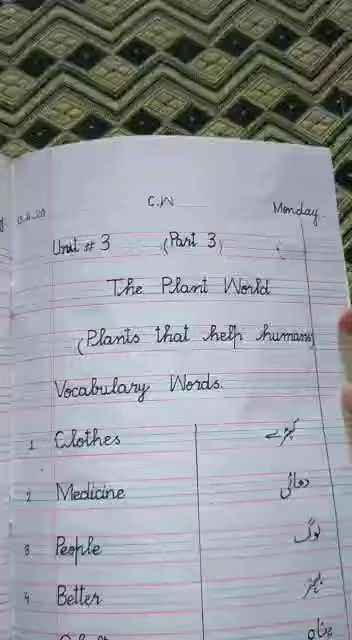 C.W
Monday
Unit # 3 (Part 3)
The Plant World
(Plants that help humans)
Vocabulary Words.
1 Clothes کپڑے
2 Medicine دوائی
3 People لوگ
4 Better بہتر